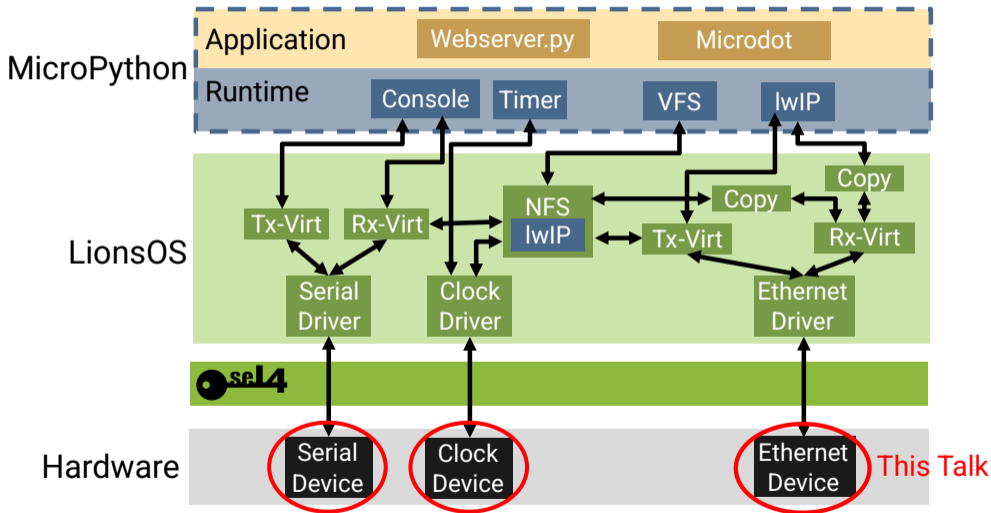 Application
Webserver.py
Microdot
MicroPython
Runtime
Console
Timer
VFS
lwIP
Copy
NFS
Copy
Tx-Virt
Rx-Virt
lwIP
Tx-Virt
Rx-Virt
LionsOS
Serial
Driver
Clock
Driver
Ethernet
Driver
seL4
Hardware
Serial
Device
Clock
Device
Ethernet
Device
This Talk